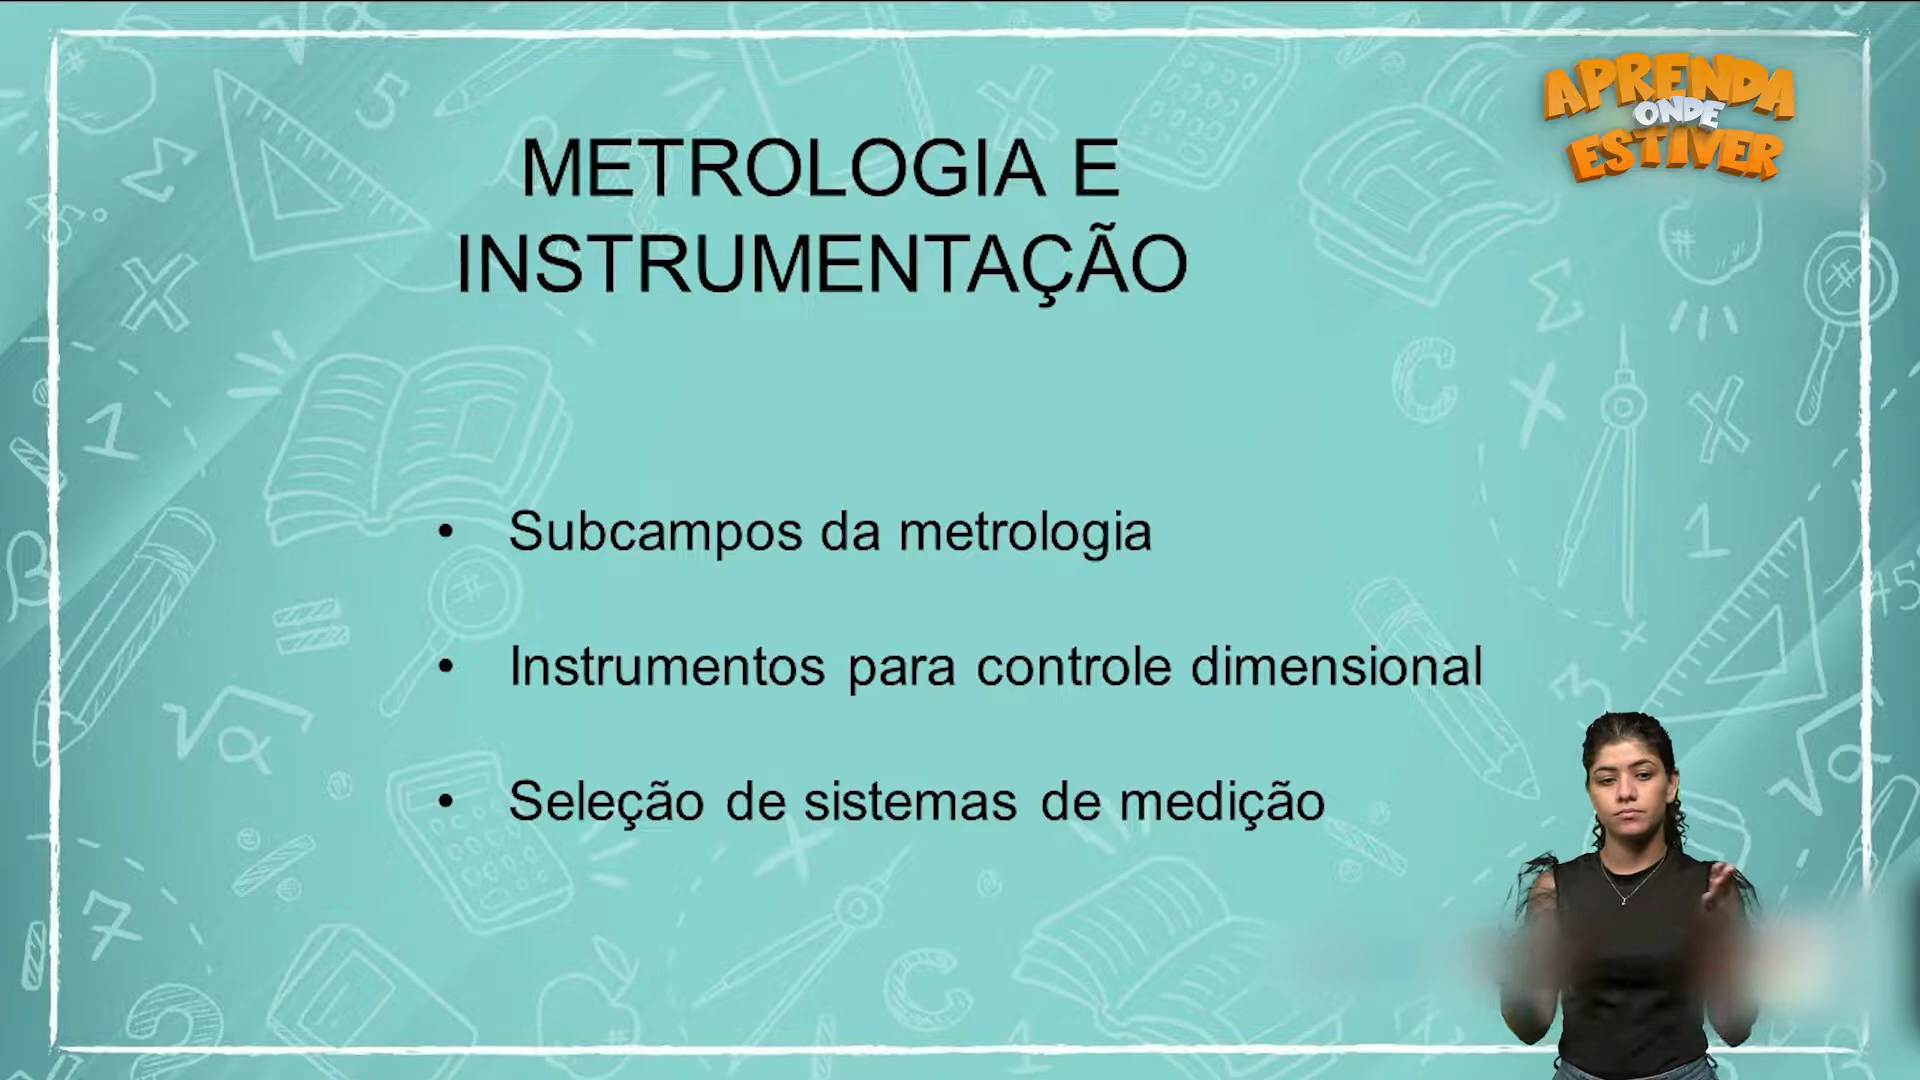 APRENDA
ONDE
ESTIVER
METROLOGIA E
INSTRUMENTAÇÃO
• Subcampos da metrologia
• Instrumentos para controle dimensional
• Seleção de sistemas de medição